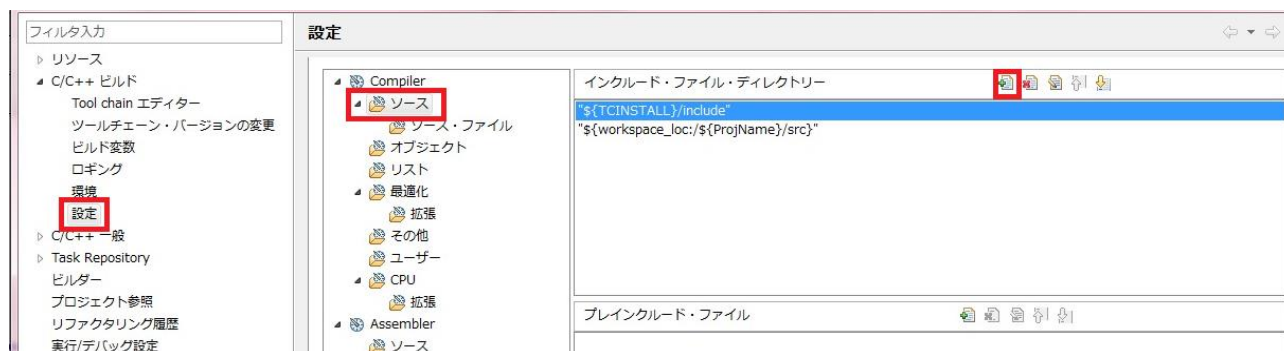 フィルタ入力
リソース
C/C++ ビルド
Tool chain エディター
ツールチェーン・バージョンの変更
ビルド変数
ロギング
環境
設定
C/C++ 一般
Task Repository
ビルダー
プロジェクト参照
リファクタリング履歴
実行/デバッグ設定
設定
Compiler
ソース
ソース・ファイル
オブジェクト
リスト
最適化
拡張
その他
ユーザー
CPU
拡張
Assembler
ソース
インクルード・ファイル・ディレクトリー
"${TCINSTALL}/include"
"${workspace_loc:/${ProjName}/src}"
プレインクルード・ファイル